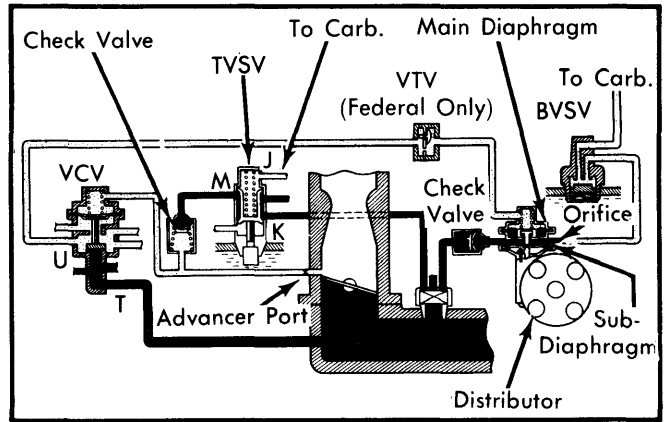 Check Valve
TVSV
To Carb.
Main Diaphragm
VTV
(Federal Only)
To Carb.
BVSV
VCV
M
J
K
Check
Valve
Orifice
U
T
Advancer Port
Sub-
Diaphragm
Distributor